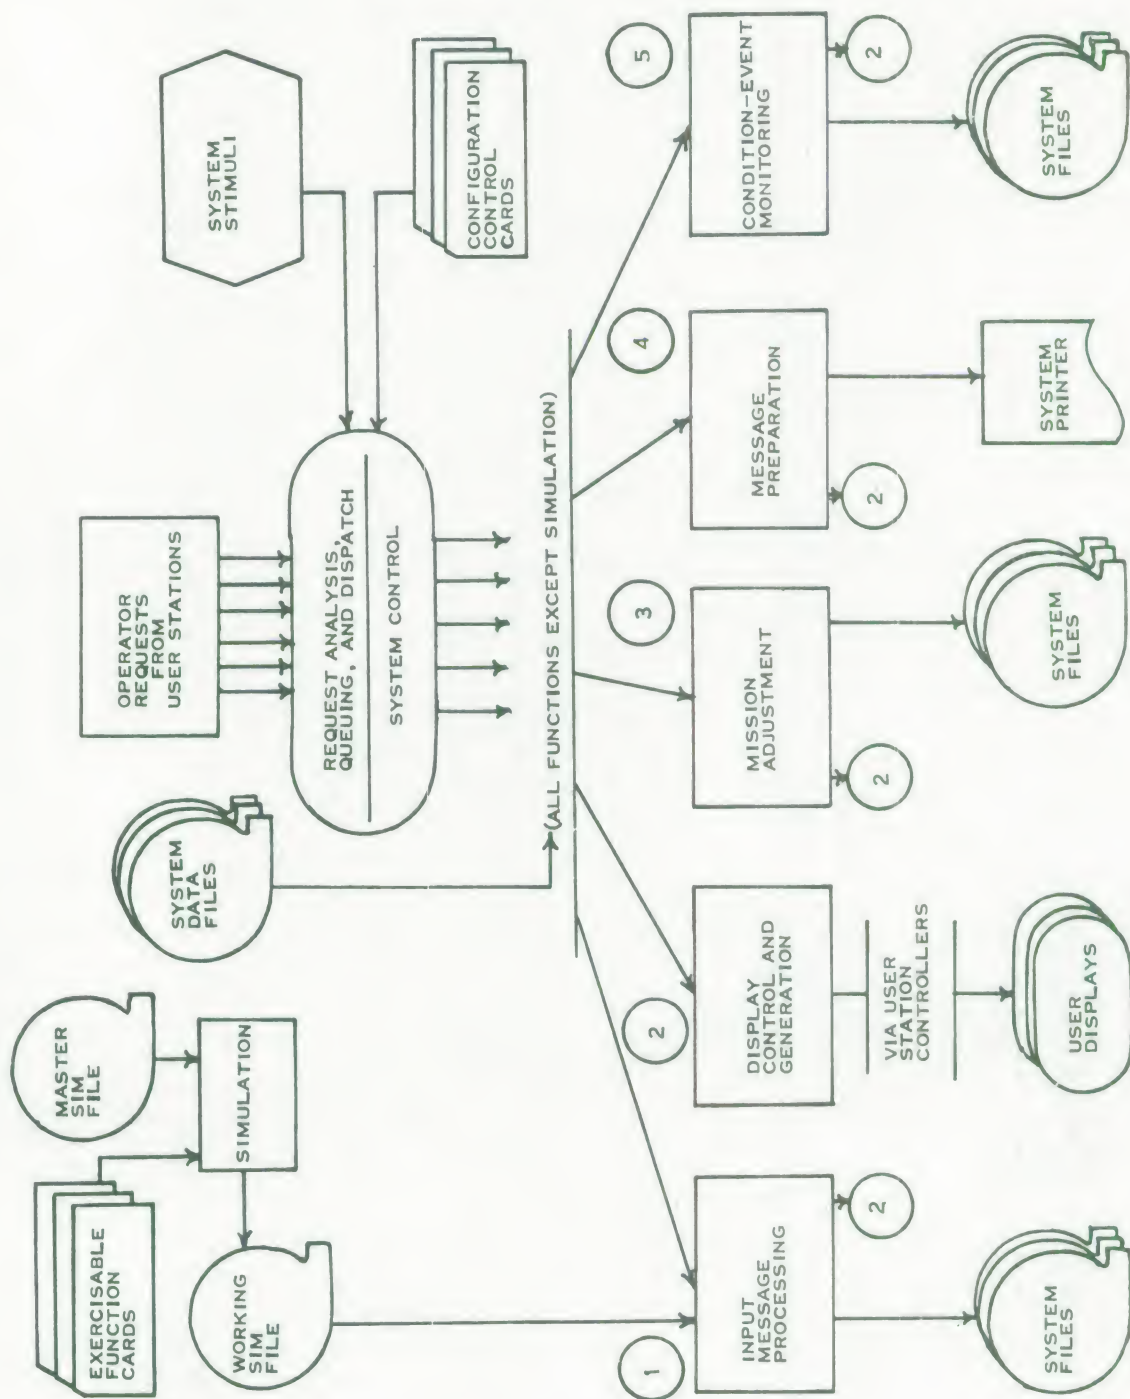 EXERCISABLE
FUNCTION
CARDS
MASTER
SIM
FILE
SIMULATION
WORKING
SIM
FILE
SYSTEM
DATA
FILES
OPERATOR
REQUESTS
FROM
USER STATIONS
REQUEST ANALYSIS,
QUEUING, AND DISPATCH
SYSTEM CONTROL
SYSTEM
STIMULI
CONFIGURATION
CONTROL
CARDS
(ALL FUNCTIONS EXCEPT SIMULATION)
1
INPUT
MESSAGE
PROCESSING
2
SYSTEM
FILES
2
DISPLAY
CONTROL AND
GENERATION
VIA USER
STATION
CONTROLLERS
USER
DISPLAYS
3
MISSION
ADJUSTMENT
2
SYSTEM
FILES
4
MESSAGE
PREPARATION
2
SYSTEM
PRINTER
5
CONDITION-EVENT
MONITORING
2
SYSTEM
FILES